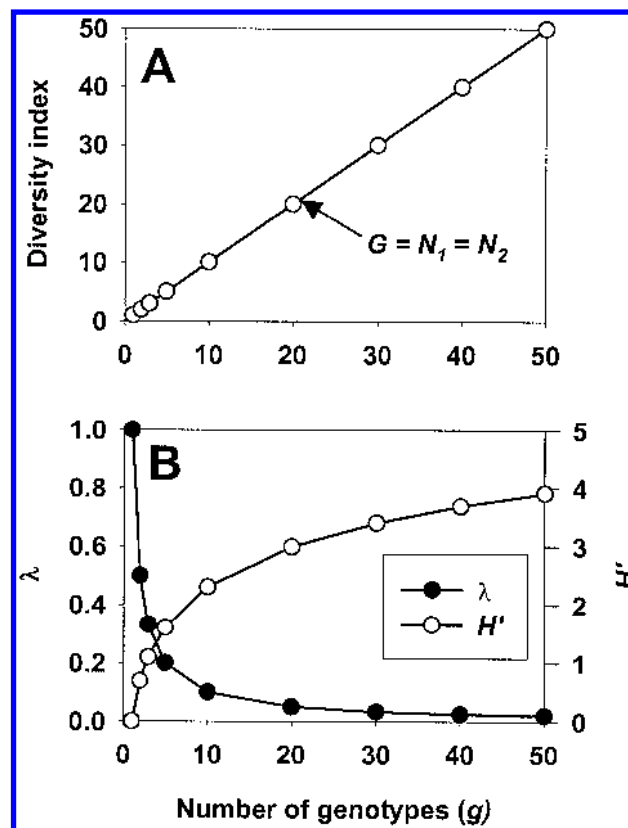 A
Diversity index
50
40
30
20
10
0
G = N₁ = N₂
0 10 20 30 40 50
B
λ
1.0
0.8
0.6
0.4
0.2
0.0
H'
5
4
3
2
1
0
λ
H'
0 10 20 30 40 50
Number of genotypes (g)